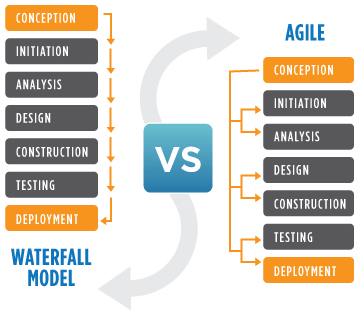 CONCEPTION
INITIATION
ANALYSIS
DESIGN
CONSTRUCTION
TESTING
DEPLOYMENT
WATERFALL
MODEL
VS
AGILE
CONCEPTION
INITIATION
ANALYSIS
DESIGN
CONSTRUCTION
TESTING
DEPLOYMENT